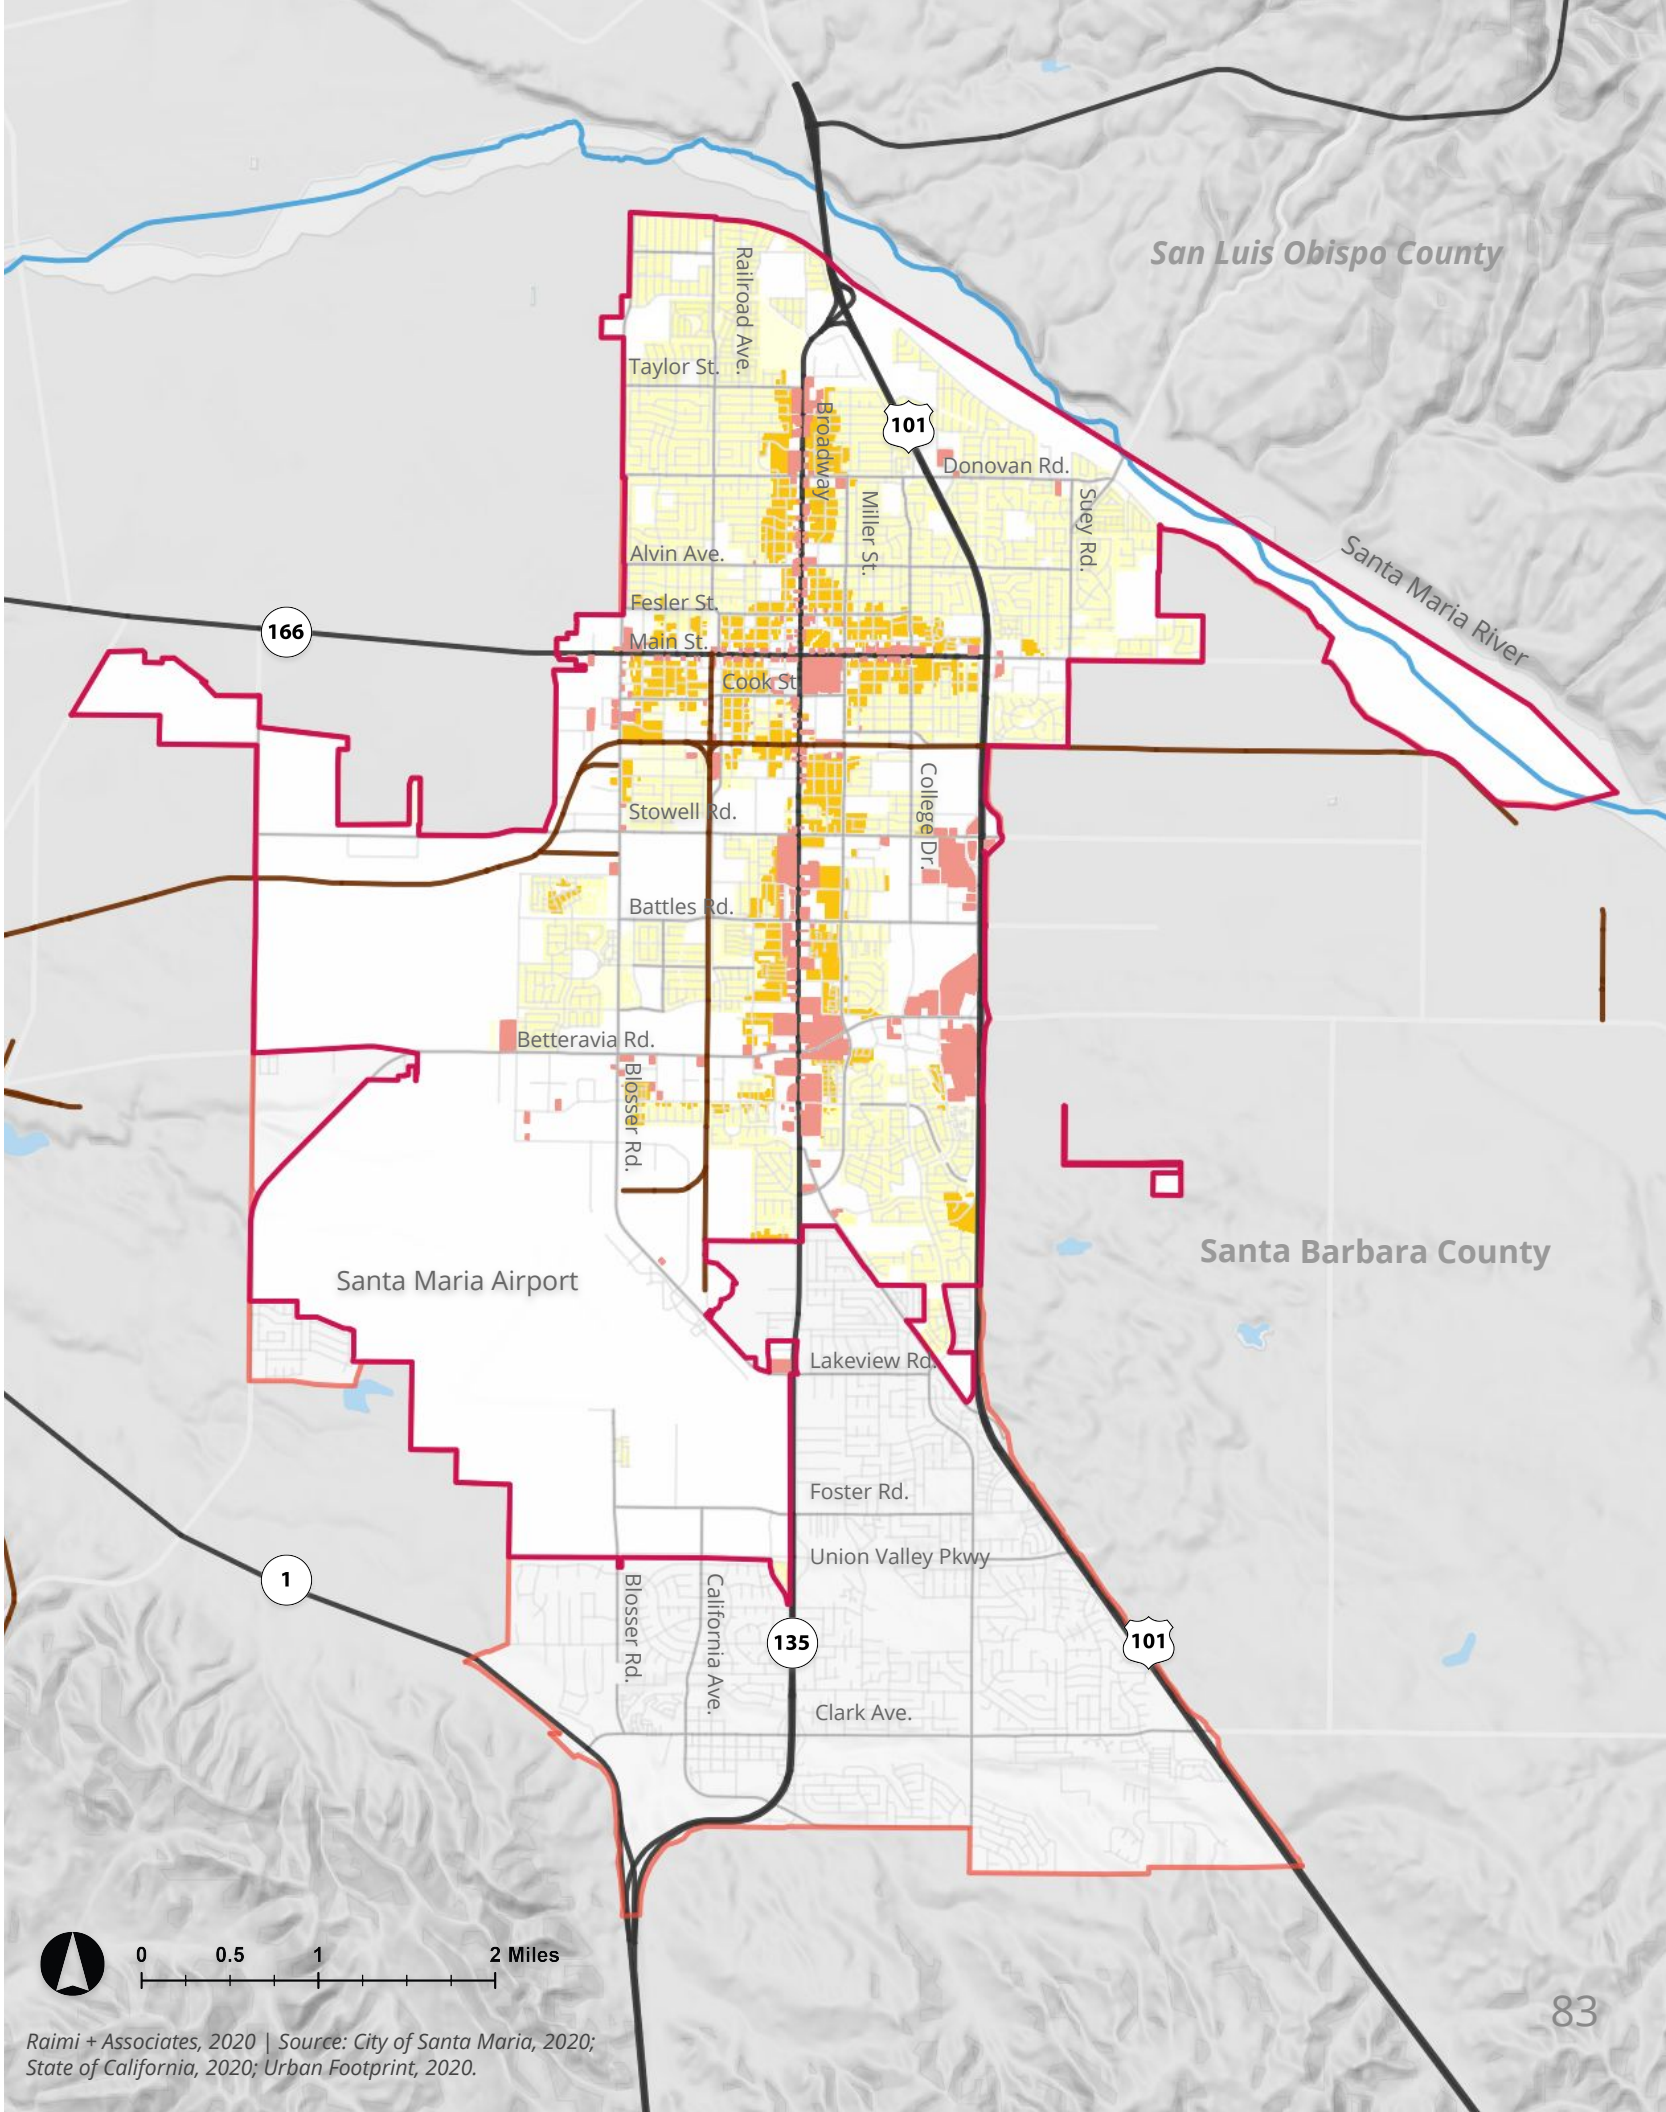 San Luis Obispo County
Railroad Ave.
Taylor St.
Broadway
101
Donovan Rd.
Miller St.
Suey Rd.
Alvin Ave.
Santa Maria River
Fesler St.
166
Main St.
Cook St.
College Dr.
Stowell Rd.
Battles Rd.
Betteravia Rd.
Blosser Rd.
Santa Barbara County
Santa Maria Airport
Lakeview Rd.
Foster Rd.
Union Valley Pkwy
1
Blosser Rd.
California Ave.
135
101
Clark Ave.
0 0.5 1 2 Miles
83
Raimi + Associates, 2020 | Source: City of Santa Maria, 2020;
State of California, 2020; Urban Footprint, 2020.